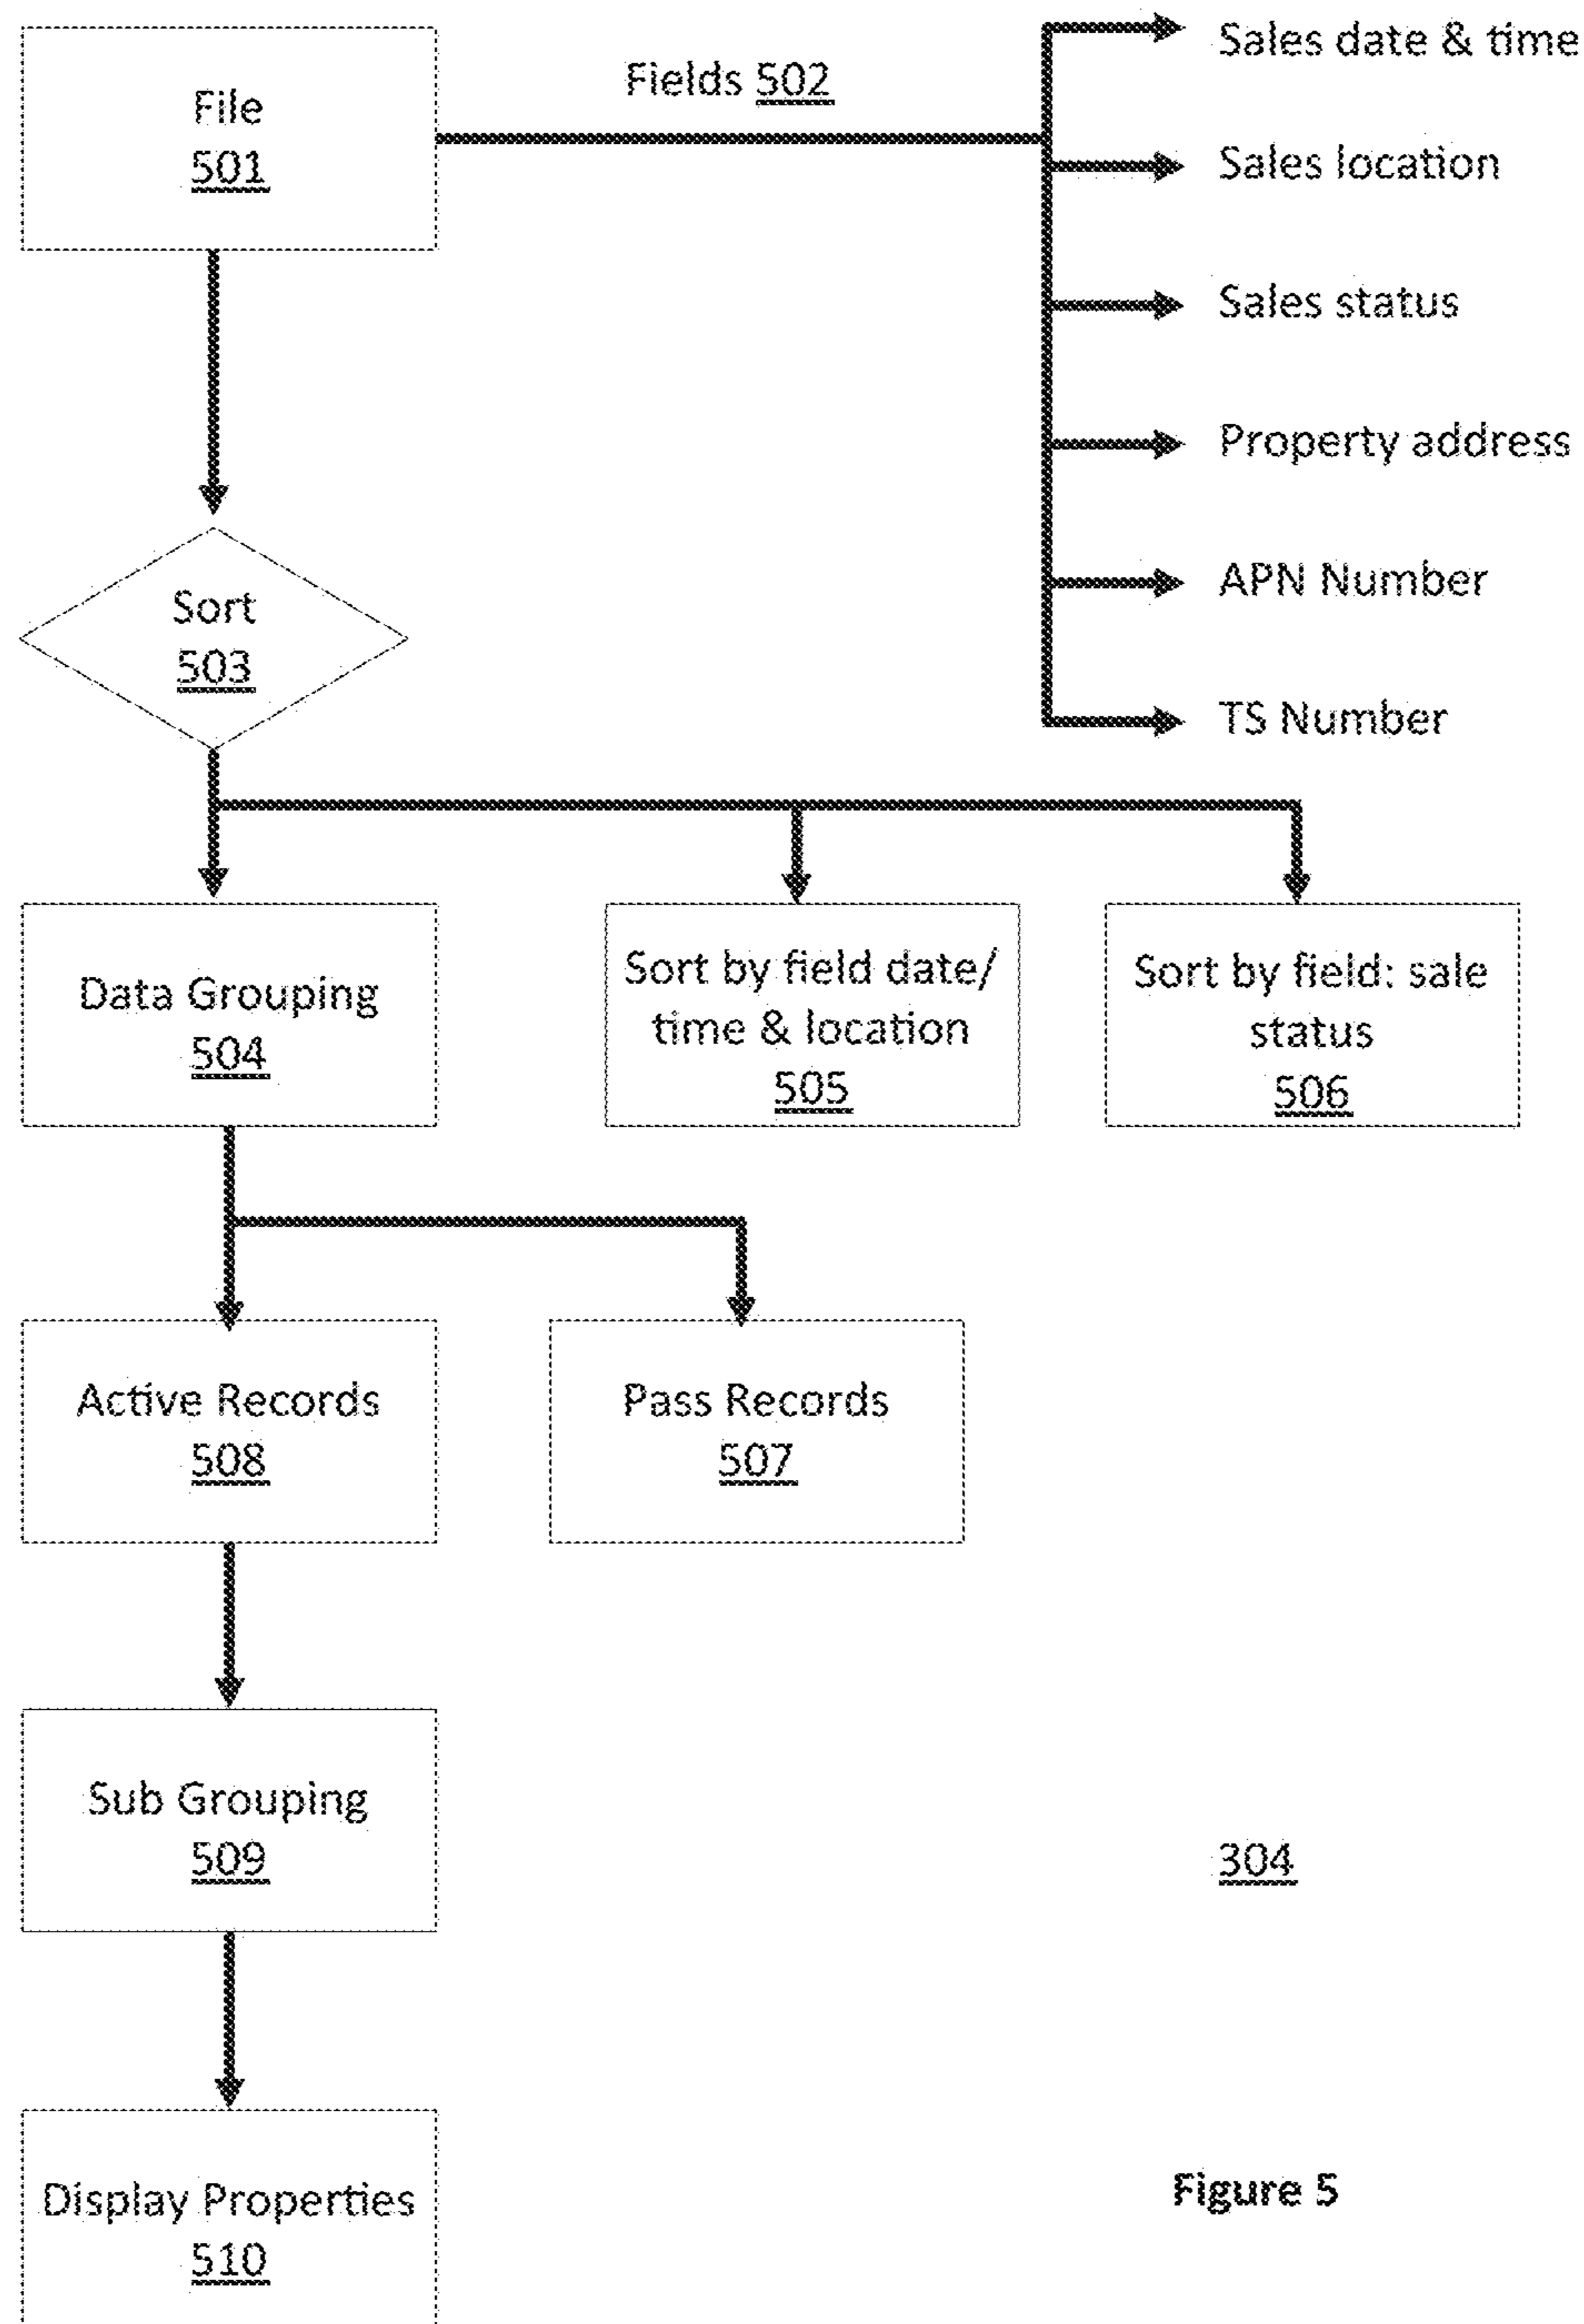 File
501
Fields 502
Sales date & time
Sales location
Sales status
Property address
APN Number
TS Number
Sort
503
Data Grouping
504
Sort by field date/
time & location
505
Sort by field: sale
status
506
Active Records
508
Pass Records
507
Sub Grouping
509
304
Display Properties
510
Figure 5